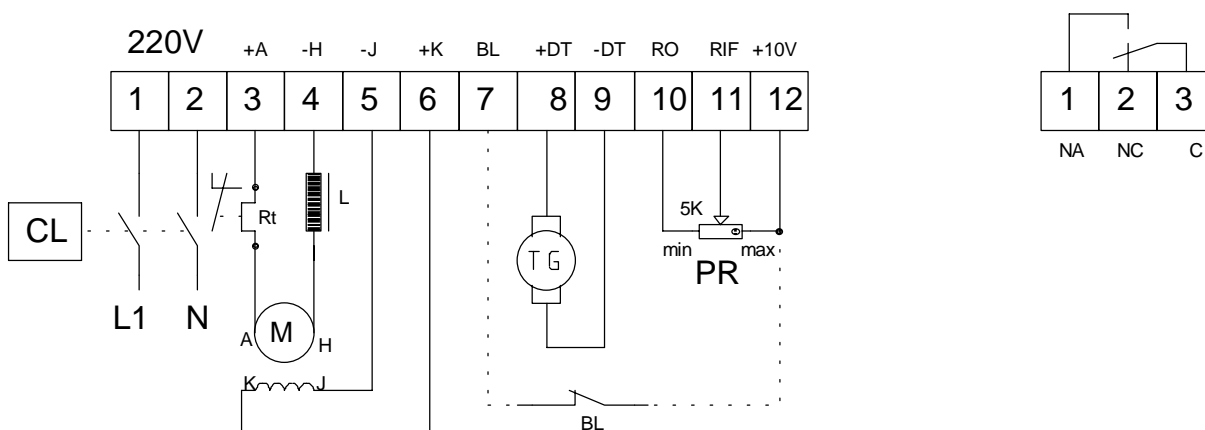 220V +A -H -J +K BL +DT -DT RO RIF +10V
1 2 3 4 5 6 7 8 9 10 11 12
1 2 3
NA NC C
L
5K
Rt
CL
min max
PR
TG
L1 N
A M H
K J
BL